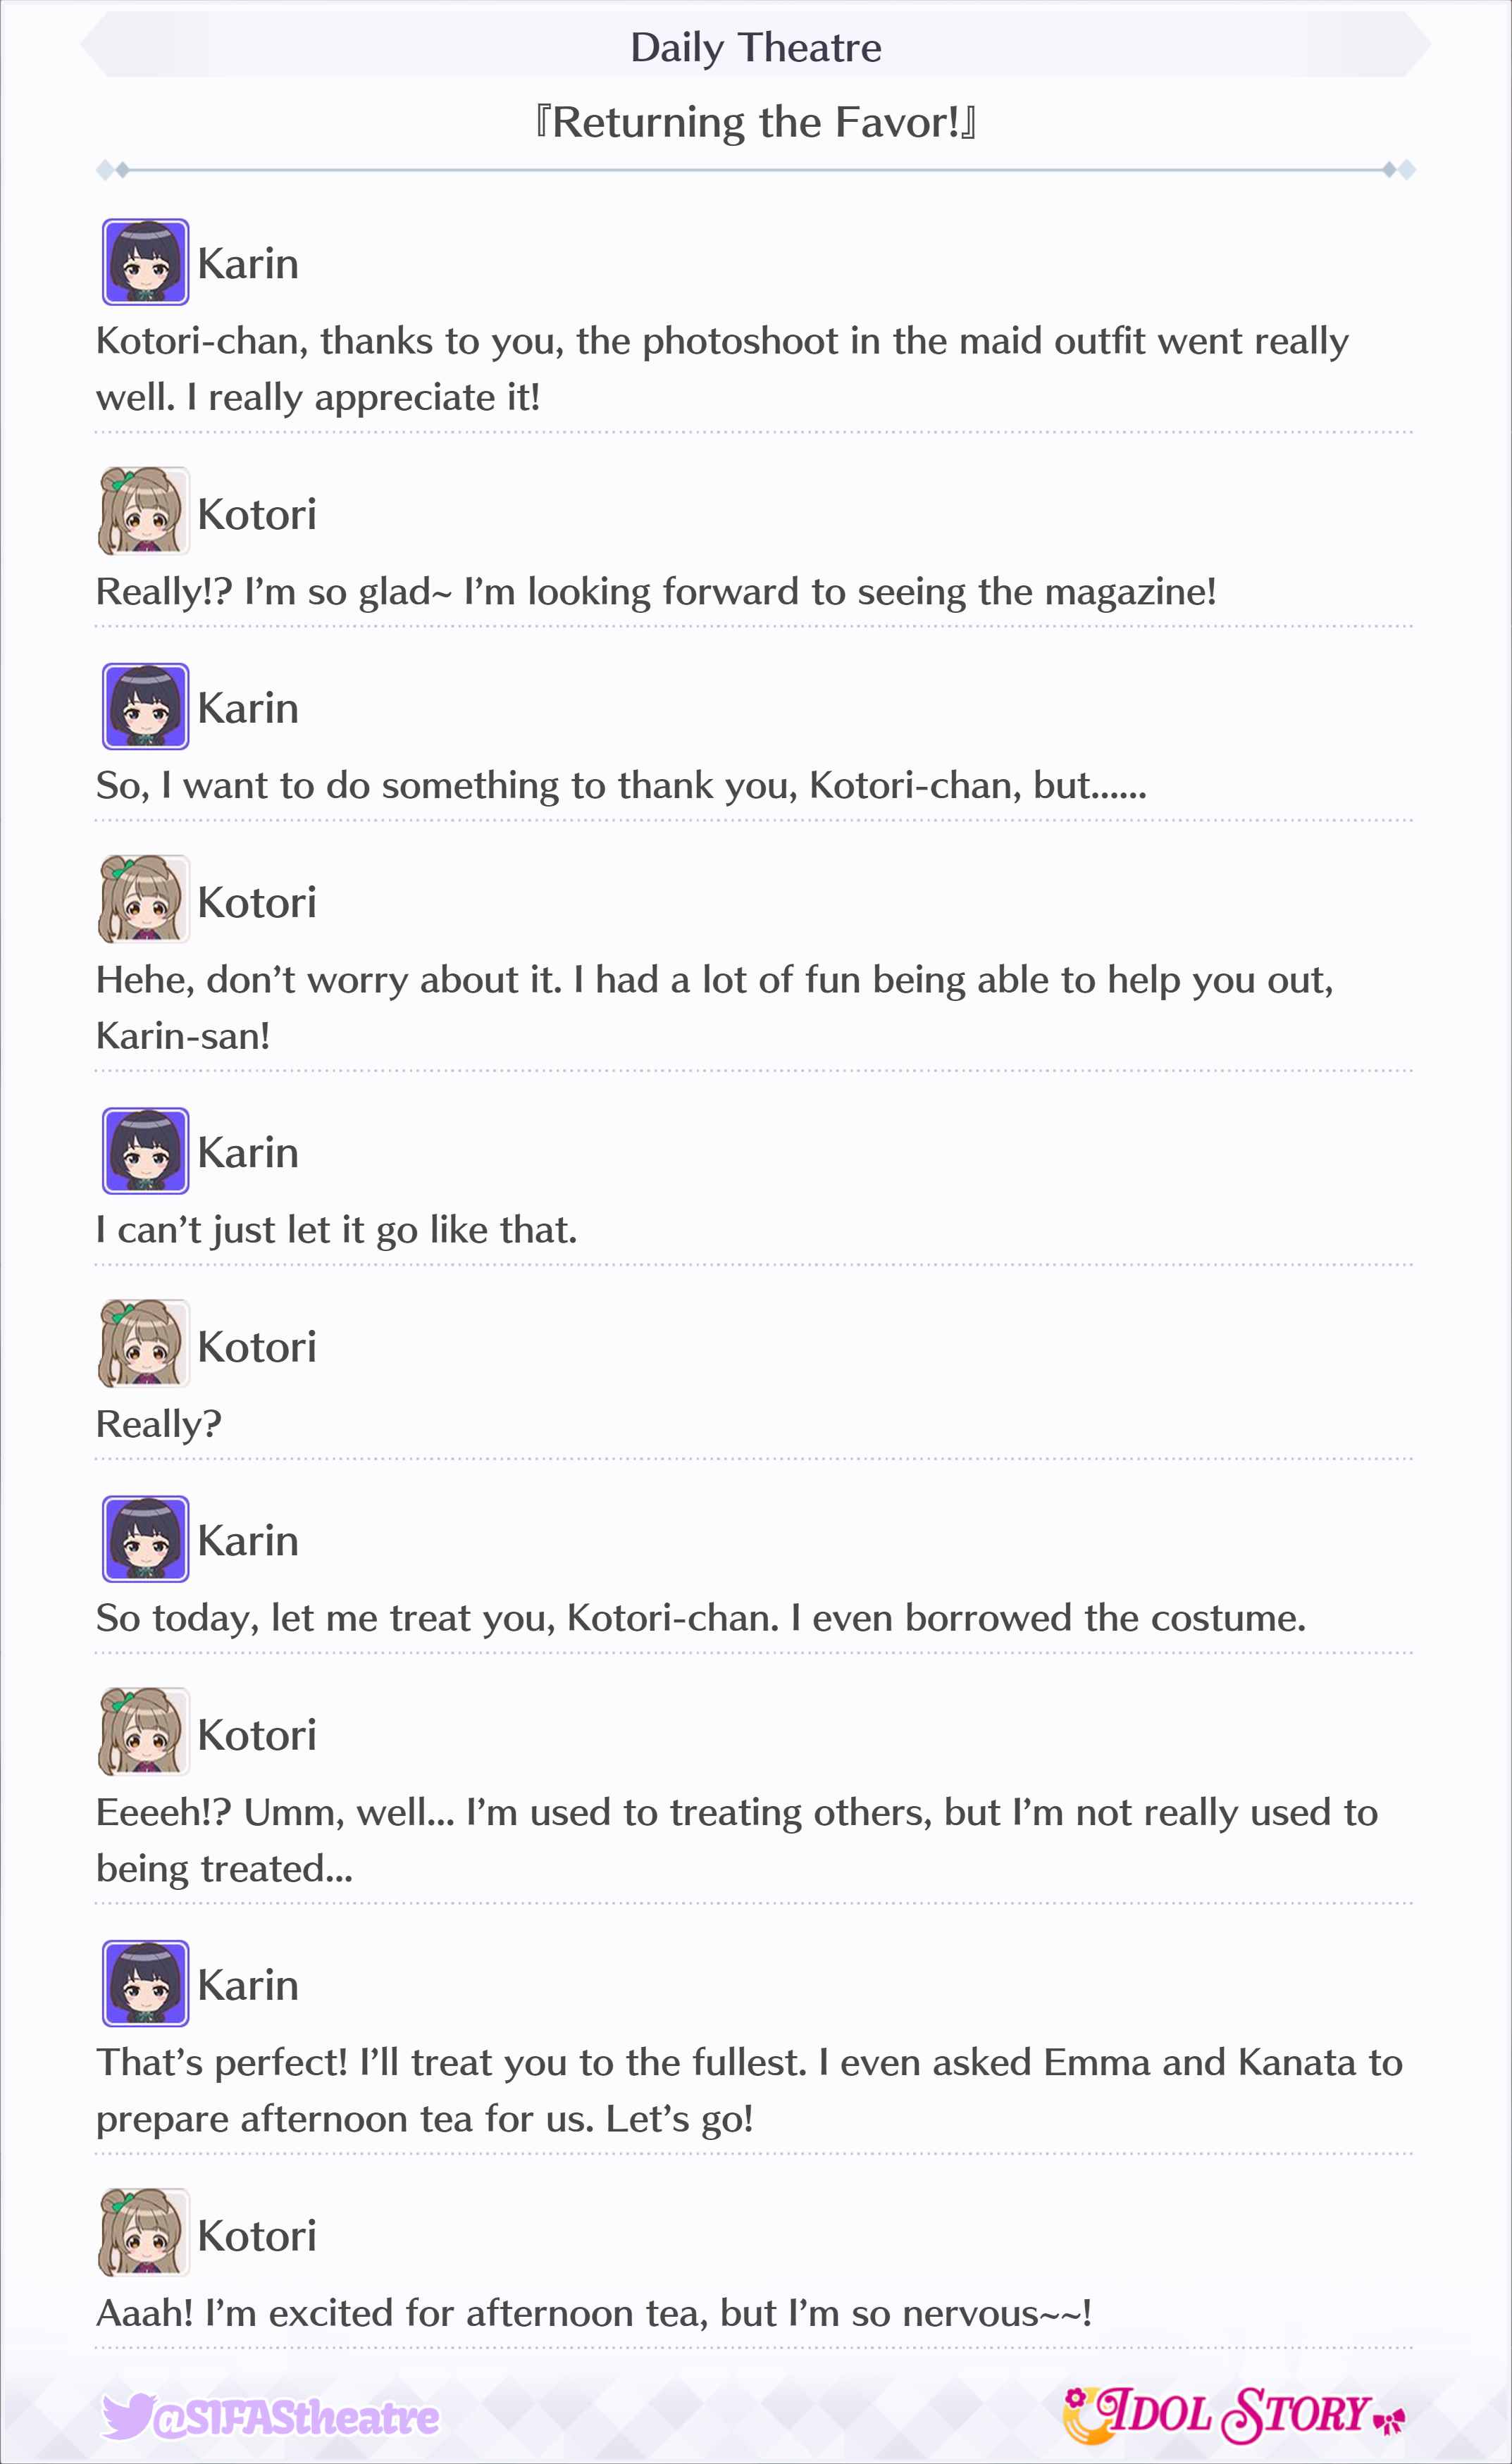 Daily Theatre
『Returning the Favor!』
Karin
Kotori-chan, thanks to you, the photoshoot in the maid outfit went really
well. I really appreciate it!
Kotori
Really!? I’m so glad~ I’m looking forward to seeing the magazine!
Karin
So, I want to do something to thank you, Kotori-chan, but......
Kotori
Hehe, don’t worry about it. I had a lot of fun being able to help you out,
Karin-san!
Karin
I can’t just let it go like that.
Kotori
Really?
Karin
So today, let me treat you, Kotori-chan. I even borrowed the costume.
Kotori
Eeeeh!? Umm, well... I’m used to treating others, but I’m not really used to
being treated...
Karin
That’s perfect! I’ll treat you to the fullest. I even asked Emma and Kanata to
prepare afternoon tea for us. Let’s go!
Kotori
Aaah! I’m excited for afternoon tea, but I’m so nervous~~!
@SIFAStheatre
IDOL STORY